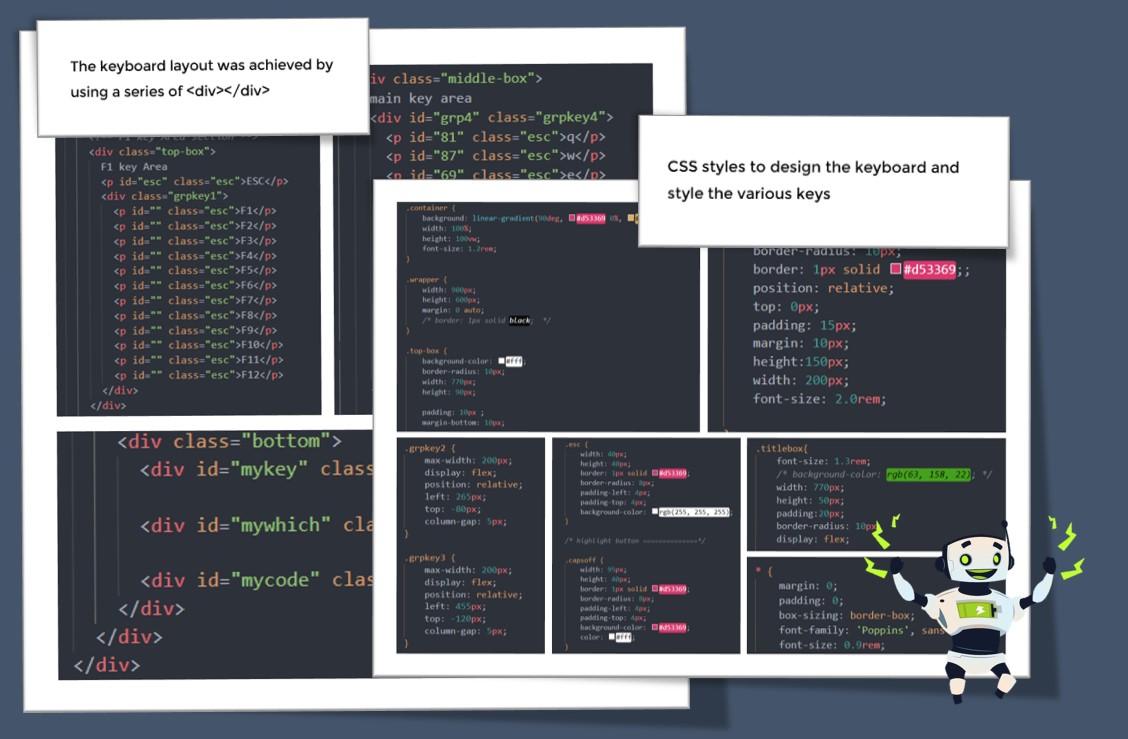 The keyboard layout was achieved by
using a series of <div></div>
<div class="top-box">
F1 key Area
<p id="esc" class="esc">ESC</p>
<div class="grpkey1">
<p id="" class="esc">F1</p>
<p id="" class="esc">F2</p>
<p id="" class="esc">F3</p>
<p id="" class="esc">F4</p>
<p id="" class="esc">F5</p>
<p id="" class="esc">F6</p>
<p id="" class="esc">F7</p>
<p id="" class="esc">F8</p>
<p id="" class="esc">F9</p>
<p id="" class="esc">F10</p>
<p id="" class="esc">F11</p>
<p id="" class="esc">F12</p>
</div>
</div>
iv class="middle-box">
main key area
<div id="grp4" class="grpkey4">
<p id="81" class="esc">q</p>
<p id="87" class="esc">w</p>
<p id="69" class="esc">e</p>
<div class="bottom">
<div id="mykey" clas
<div id="mywhich" cla
<div id="mycode" clas
</div>
</div>
</div>
CSS styles to design the keyboard and
style the various keys
.container {
background: linear-gradient(90deg, #d53369 0%,
width: 100%;
height: 100vw;
font-size: 1.2rem;
}
.wrapper {
width: 900px;
height: 600px;
margin: 0 auto;
/* border: 1px solid black; */
}
.top-box {
background-color: #fff;
border-radius: 10px;
width: 770px;
height: 90px;
padding: 10px ;
margin-bottom: 10px;
border-radius: 10px;
border: 1px solid #d53369;;
position: relative;
top: 0px;
padding: 15px;
margin: 10px;
height:150px;
width: 200px;
font-size: 2.0rem;
.grpkey2 {
max-width: 200px;
display: flex;
position: relative;
left: 265px;
top: -80px;
column-gap: 5px;
}
.grpkey3 {
max-width: 200px;
display: flex;
position: relative;
left: 455px;
top: -120px;
column-gap: 5px;
}
.esc {
width: 40px;
height: 40px;
border: 1px solid #d53369;
border-radius: 8px;
padding-left: 4px;
padding-top: 4px;
background-color: rgb(255, 255, 255);
}
/* highlight button ==============*/
.capsoff {
width: 95px;
height: 40px;
border: 1px solid #d53369;
border-radius: 8px;
padding-left: 4px;
padding-top: 4px;
background-color: #d53369;
color: #fff;
}
.titlebox{
font-size: 1.3rem;
/* background-color: rgb(63, 158, 22); */
width: 770px;
height: 50px;
padding:20px;
border-radius: 10px
display: flex;
* {
margin: 0;
padding: 0;
box-sizing: border-box;
font-family: 'Poppins', sans
font-size: 0.9rem;